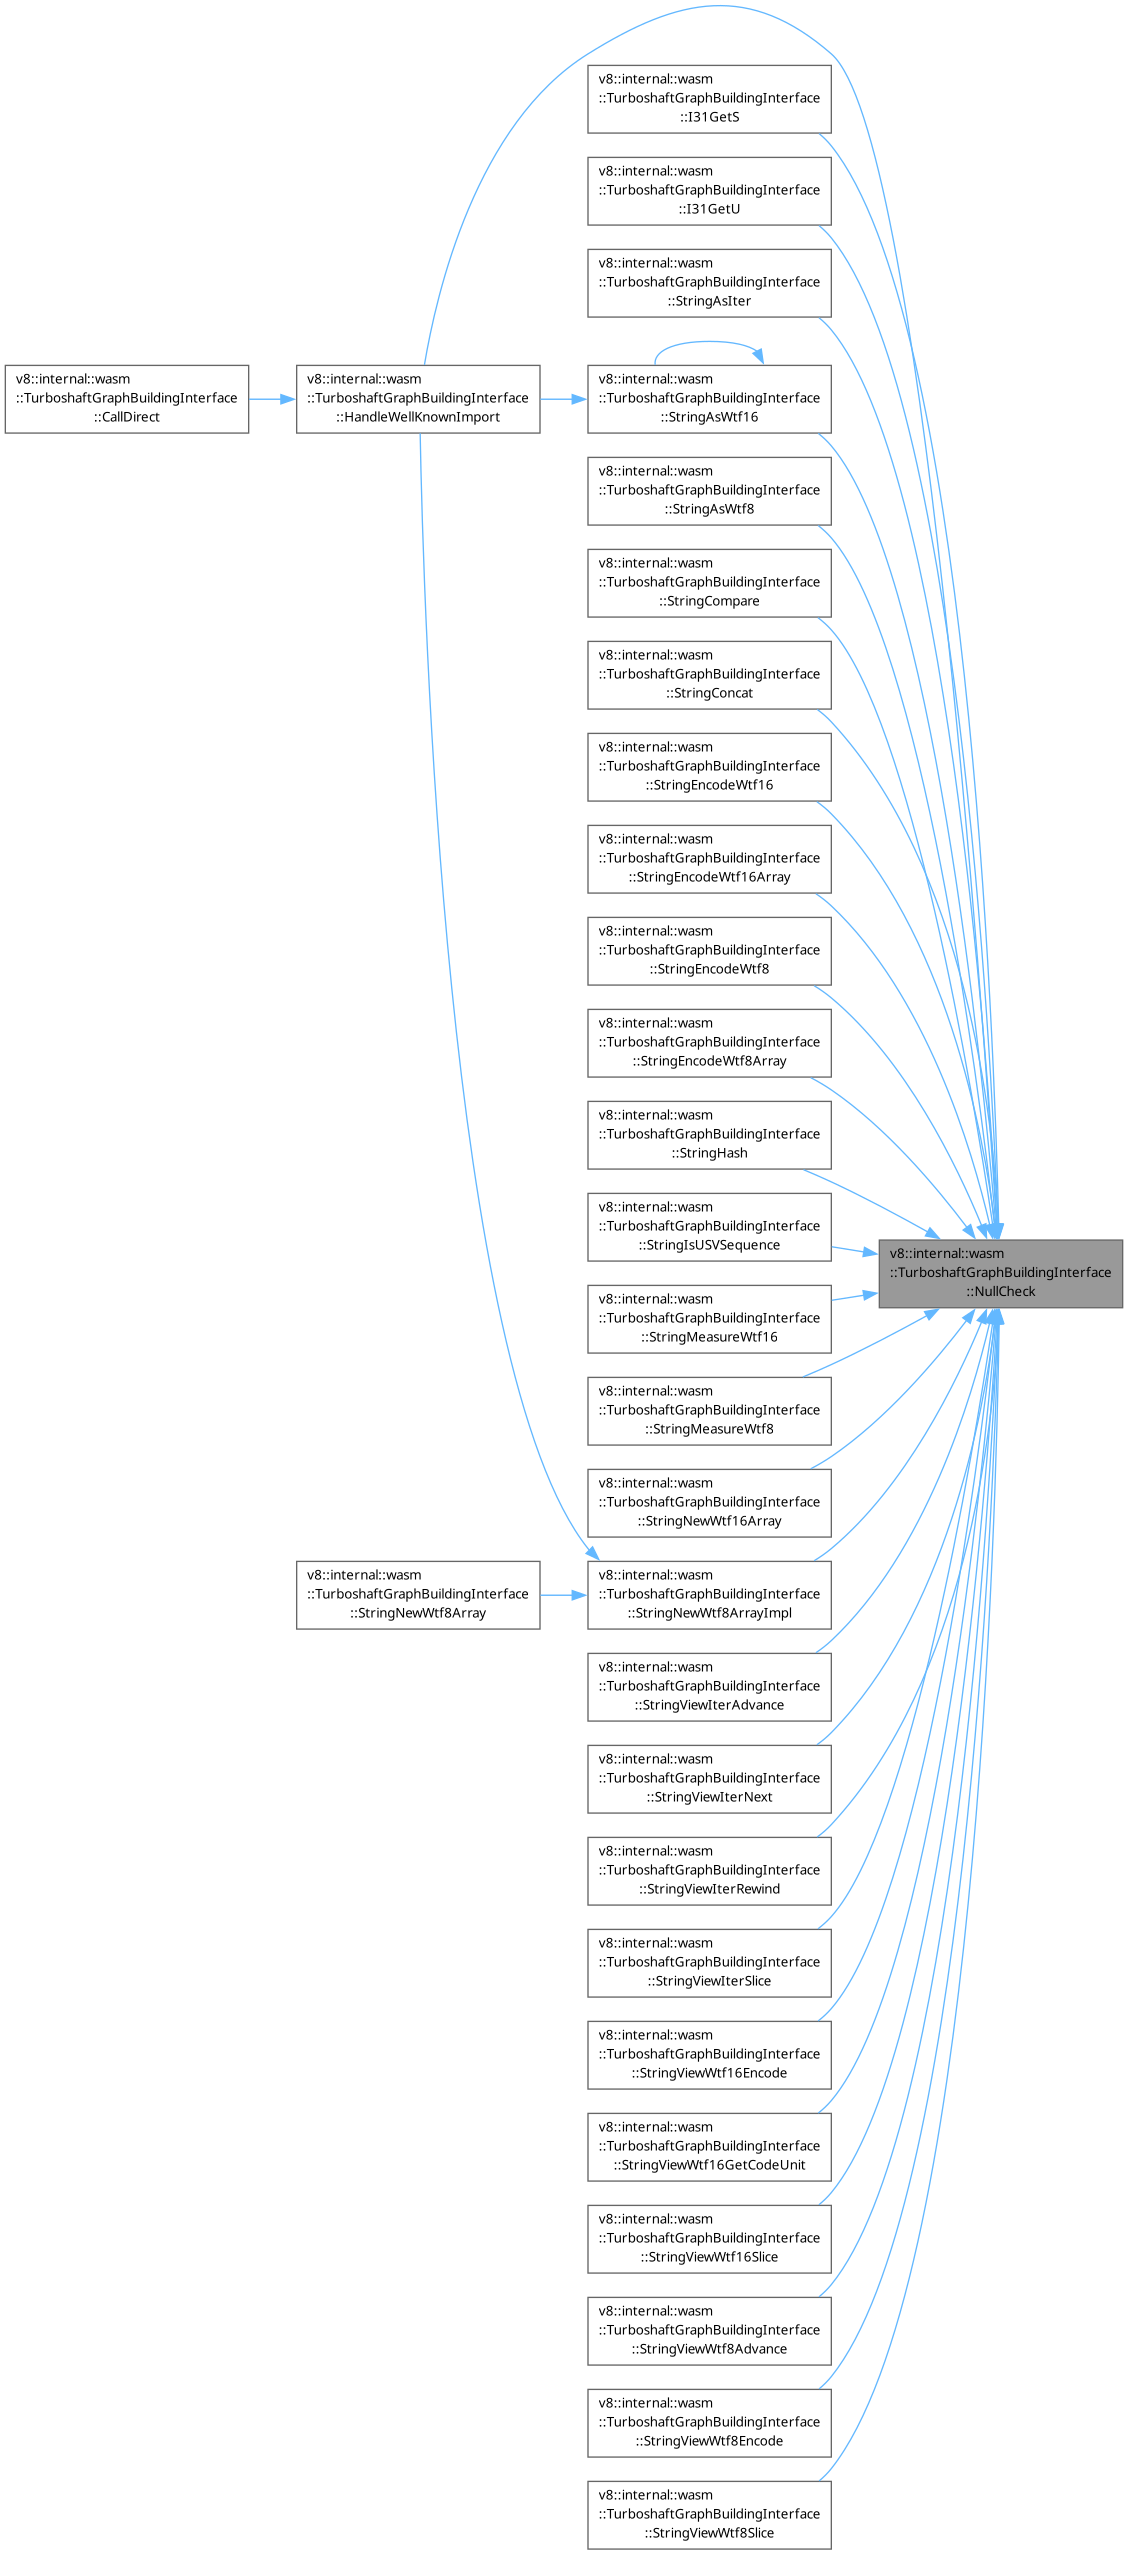 v8::internal::wasm
::TurboshaftGraphBuildingInterface
::I31GetS
v8::internal::wasm
::TurboshaftGraphBuildingInterface
::I31GetU
v8::internal::wasm
::TurboshaftGraphBuildingInterface
::StringAsIter
v8::internal::wasm
::TurboshaftGraphBuildingInterface
::CallDirect
v8::internal::wasm
::TurboshaftGraphBuildingInterface
::HandleWellKnownImport
v8::internal::wasm
::TurboshaftGraphBuildingInterface
::StringAsWtf16
v8::internal::wasm
::TurboshaftGraphBuildingInterface
::StringAsWtf8
v8::internal::wasm
::TurboshaftGraphBuildingInterface
::StringCompare
v8::internal::wasm
::TurboshaftGraphBuildingInterface
::StringConcat
v8::internal::wasm
::TurboshaftGraphBuildingInterface
::StringEncodeWtf16
v8::internal::wasm
::TurboshaftGraphBuildingInterface
::StringEncodeWtf16Array
v8::internal::wasm
::TurboshaftGraphBuildingInterface
::StringEncodeWtf8
v8::internal::wasm
::TurboshaftGraphBuildingInterface
::StringEncodeWtf8Array
v8::internal::wasm
::TurboshaftGraphBuildingInterface
::StringHash
v8::internal::wasm
::TurboshaftGraphBuildingInterface
::StringIsUSVSequence
v8::internal::wasm
::TurboshaftGraphBuildingInterface
::NullCheck
v8::internal::wasm
::TurboshaftGraphBuildingInterface
::StringMeasureWtf16
v8::internal::wasm
::TurboshaftGraphBuildingInterface
::StringMeasureWtf8
v8::internal::wasm
::TurboshaftGraphBuildingInterface
::StringNewWtf16Array
v8::internal::wasm
::TurboshaftGraphBuildingInterface
::StringNewWtf8Array
v8::internal::wasm
::TurboshaftGraphBuildingInterface
::StringNewWtf8ArrayImpl
v8::internal::wasm
::TurboshaftGraphBuildingInterface
::StringViewIterAdvance
v8::internal::wasm
::TurboshaftGraphBuildingInterface
::StringViewIterNext
v8::internal::wasm
::TurboshaftGraphBuildingInterface
::StringViewIterRewind
v8::internal::wasm
::TurboshaftGraphBuildingInterface
::StringViewIterSlice
v8::internal::wasm
::TurboshaftGraphBuildingInterface
::StringViewWtf16Encode
v8::internal::wasm
::TurboshaftGraphBuildingInterface
::StringViewWtf16GetCodeUnit
v8::internal::wasm
::TurboshaftGraphBuildingInterface
::StringViewWtf16Slice
v8::internal::wasm
::TurboshaftGraphBuildingInterface
::StringViewWtf8Advance
v8::internal::wasm
::TurboshaftGraphBuildingInterface
::StringViewWtf8Encode
v8::internal::wasm
::TurboshaftGraphBuildingInterface
::StringViewWtf8Slice